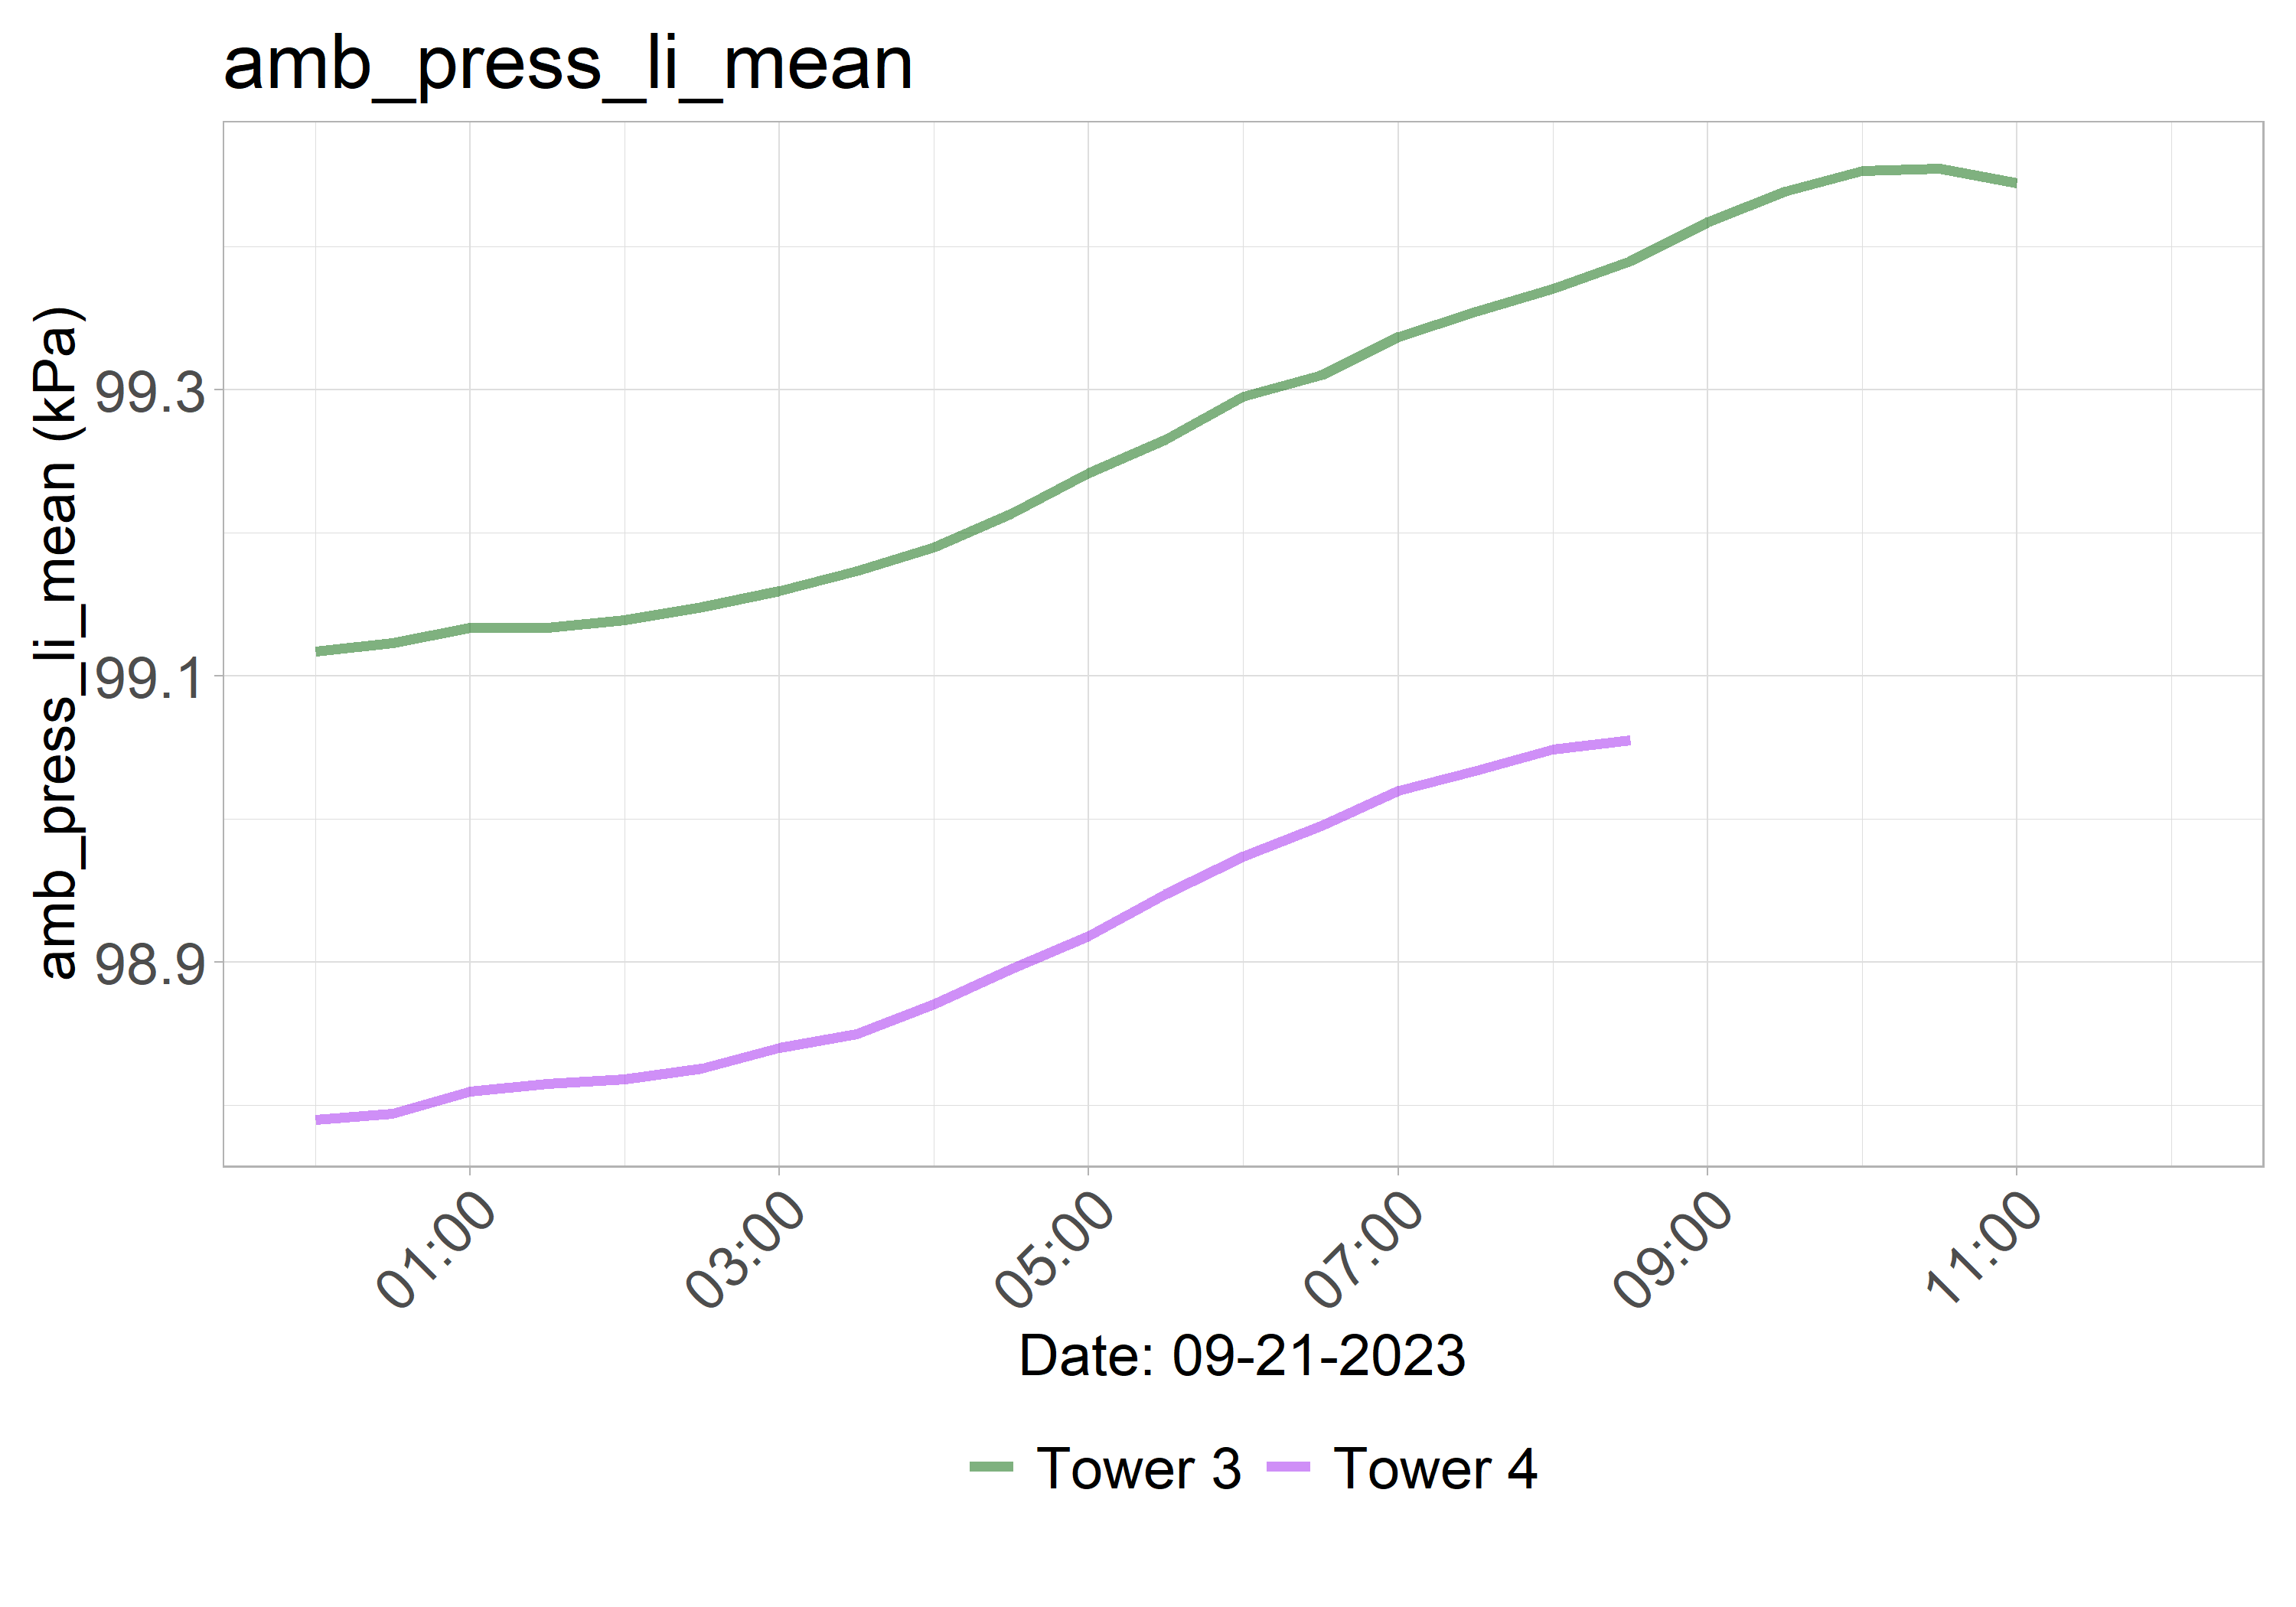 amb_press_li_mean
amb_press_li_mean (kPa)
99.3
99.1
98.9
01:00
03:00
05:00
07:00
09:00
11:00
Date: 09-21-2023
Tower 3
Tower 4